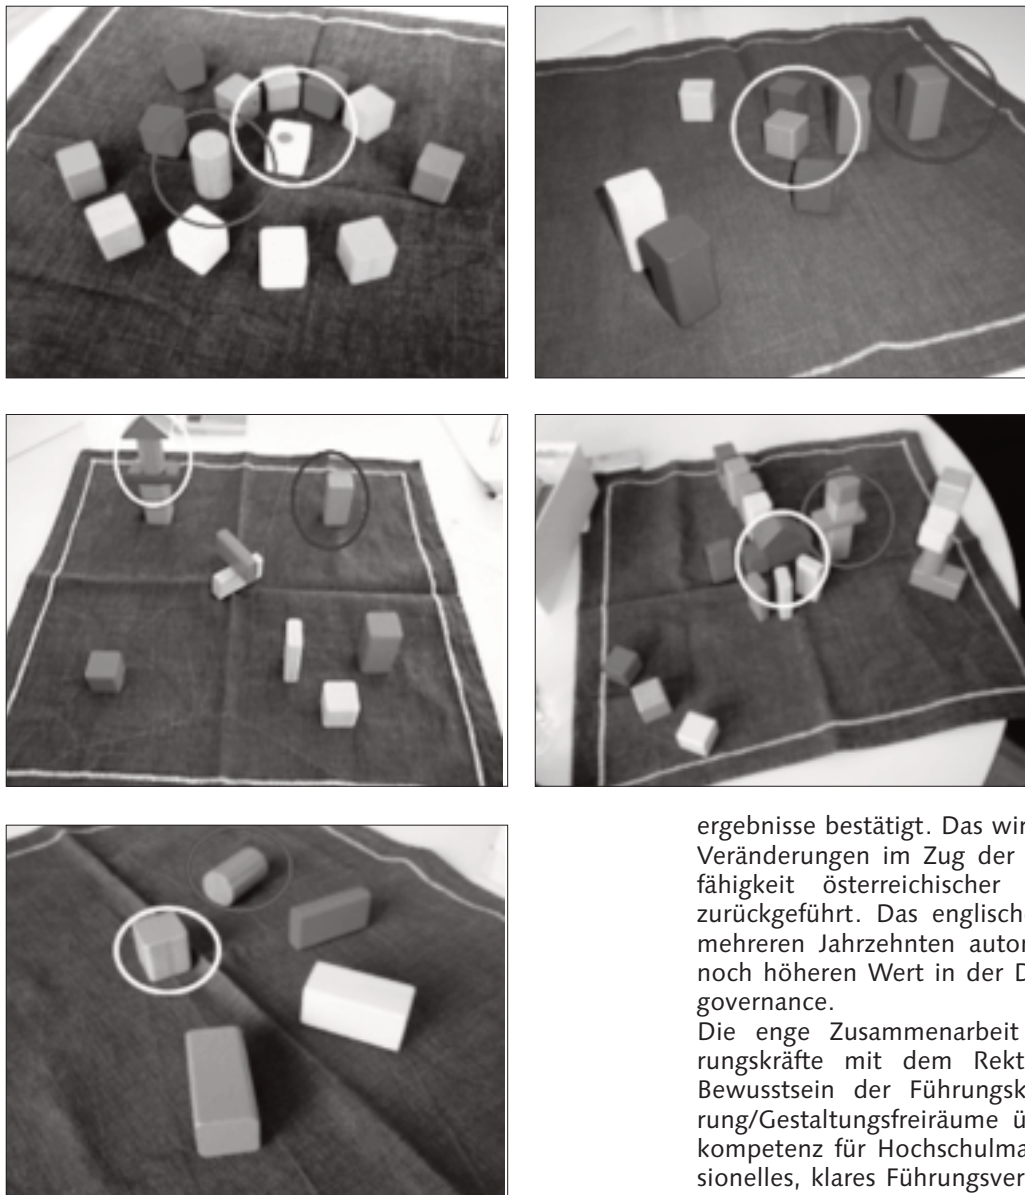 ergebnisse bestätigt. Das wir
Veränderungen im Zug der
fähigkeit österreichischer
zurückgeführt. Das englische
mehreren Jahrzehnten autor
noch höheren Wert in der D
governance.
Die enge Zusammenarbeit
rungskräfte mit dem Rekt
Bewusstsein der Führungsk
rung/Gestaltungsfreiräume ü
kompetenz für Hochschulma
sionelles, klares Führungsver